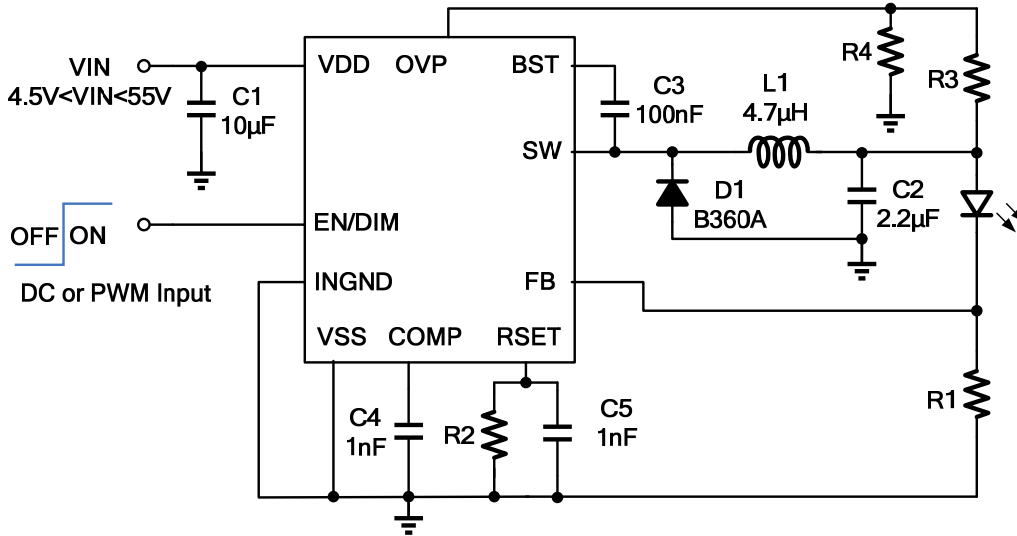 VIN
4.5V<VIN<55V
C1
10µF
OFF
ON
DC or PWM Input
VDD
OVP
BST
SW
EN/DIM
INGND
FB
VSS
COMP
RSET
C3
100nF
L1
4.7µH
R4
R3
D1
B360A
C2
2.2µF
C4
1nF
R2
C5
1nF
R1